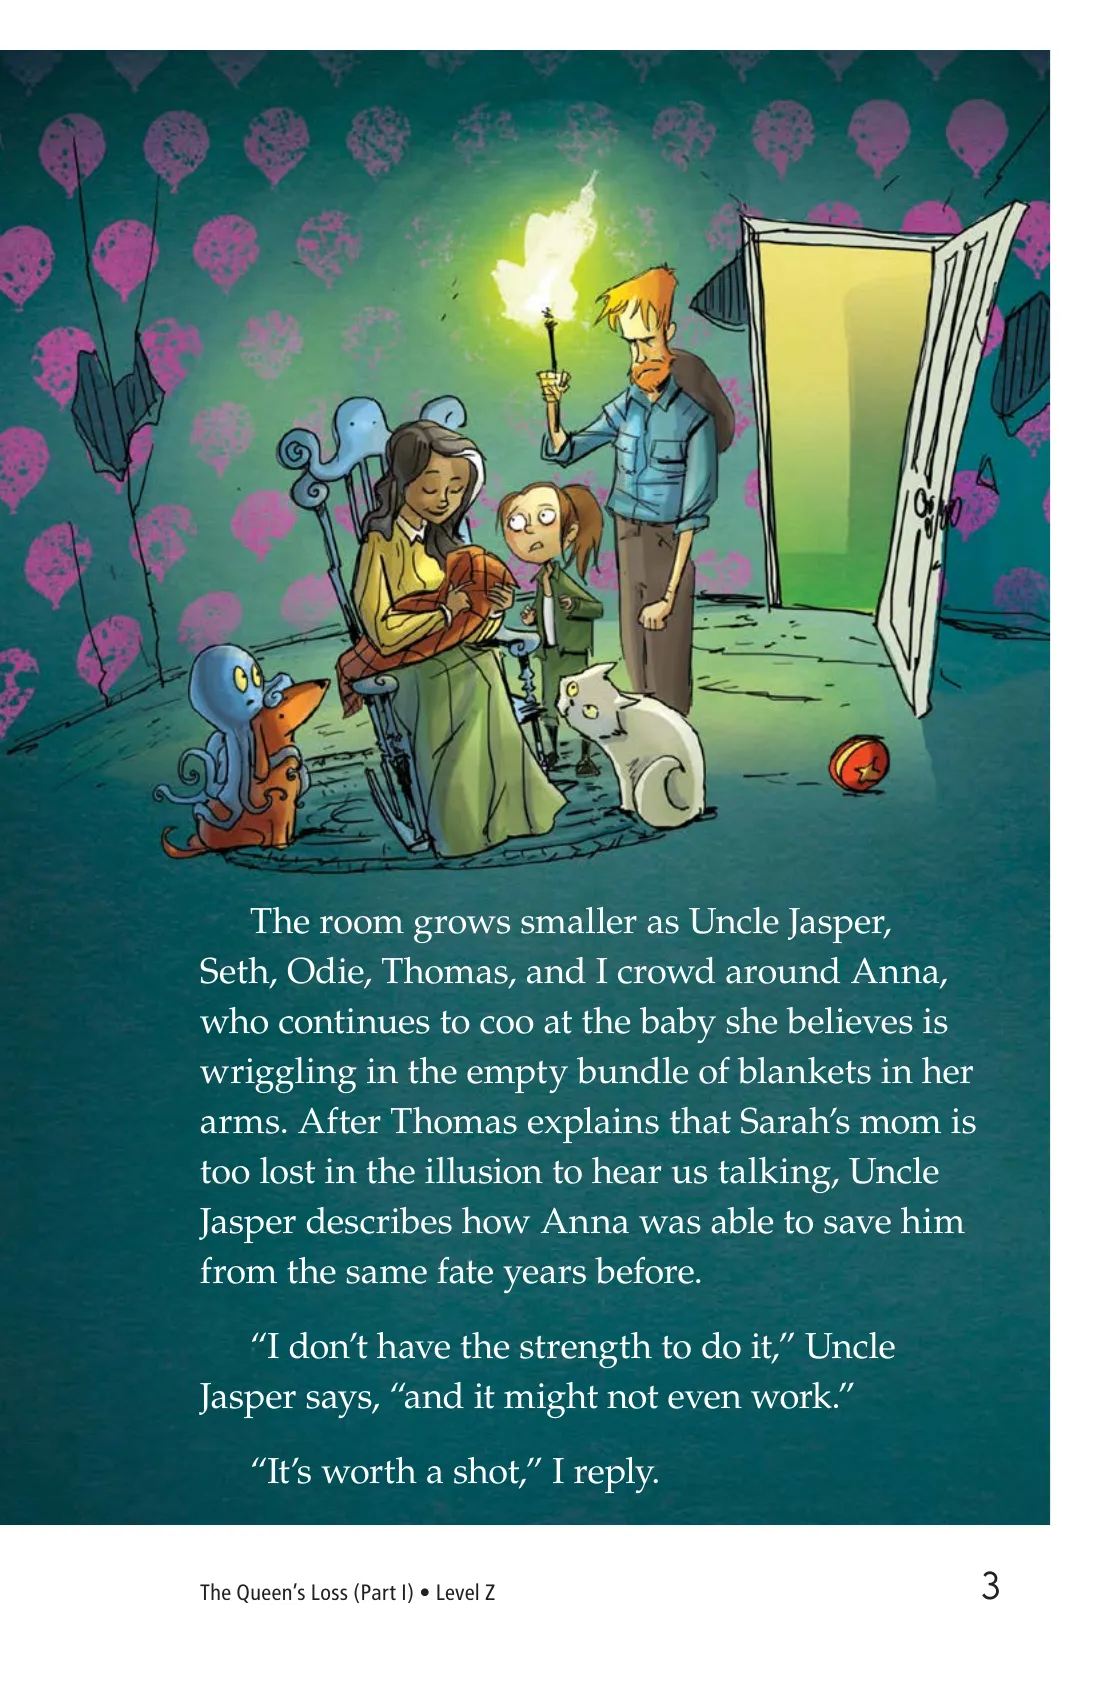 The room grows smaller as Uncle Jasper,
Seth, Odie, Thomas, and I crowd around Anna,
who continues to coo at the baby she believes is
wriggling in the empty bundle of blankets in her
arms. After Thomas explains that Sarah’s mom is
too lost in the illusion to hear us talking, Uncle
Jasper describes how Anna was able to save him
from the same fate years before.
“I don’t have the strength to do it,” Uncle
Jasper says, “and it might not even work.”
“It’s worth a shot,” I reply.
The Queen’s Loss (Part I) • Level Z
3